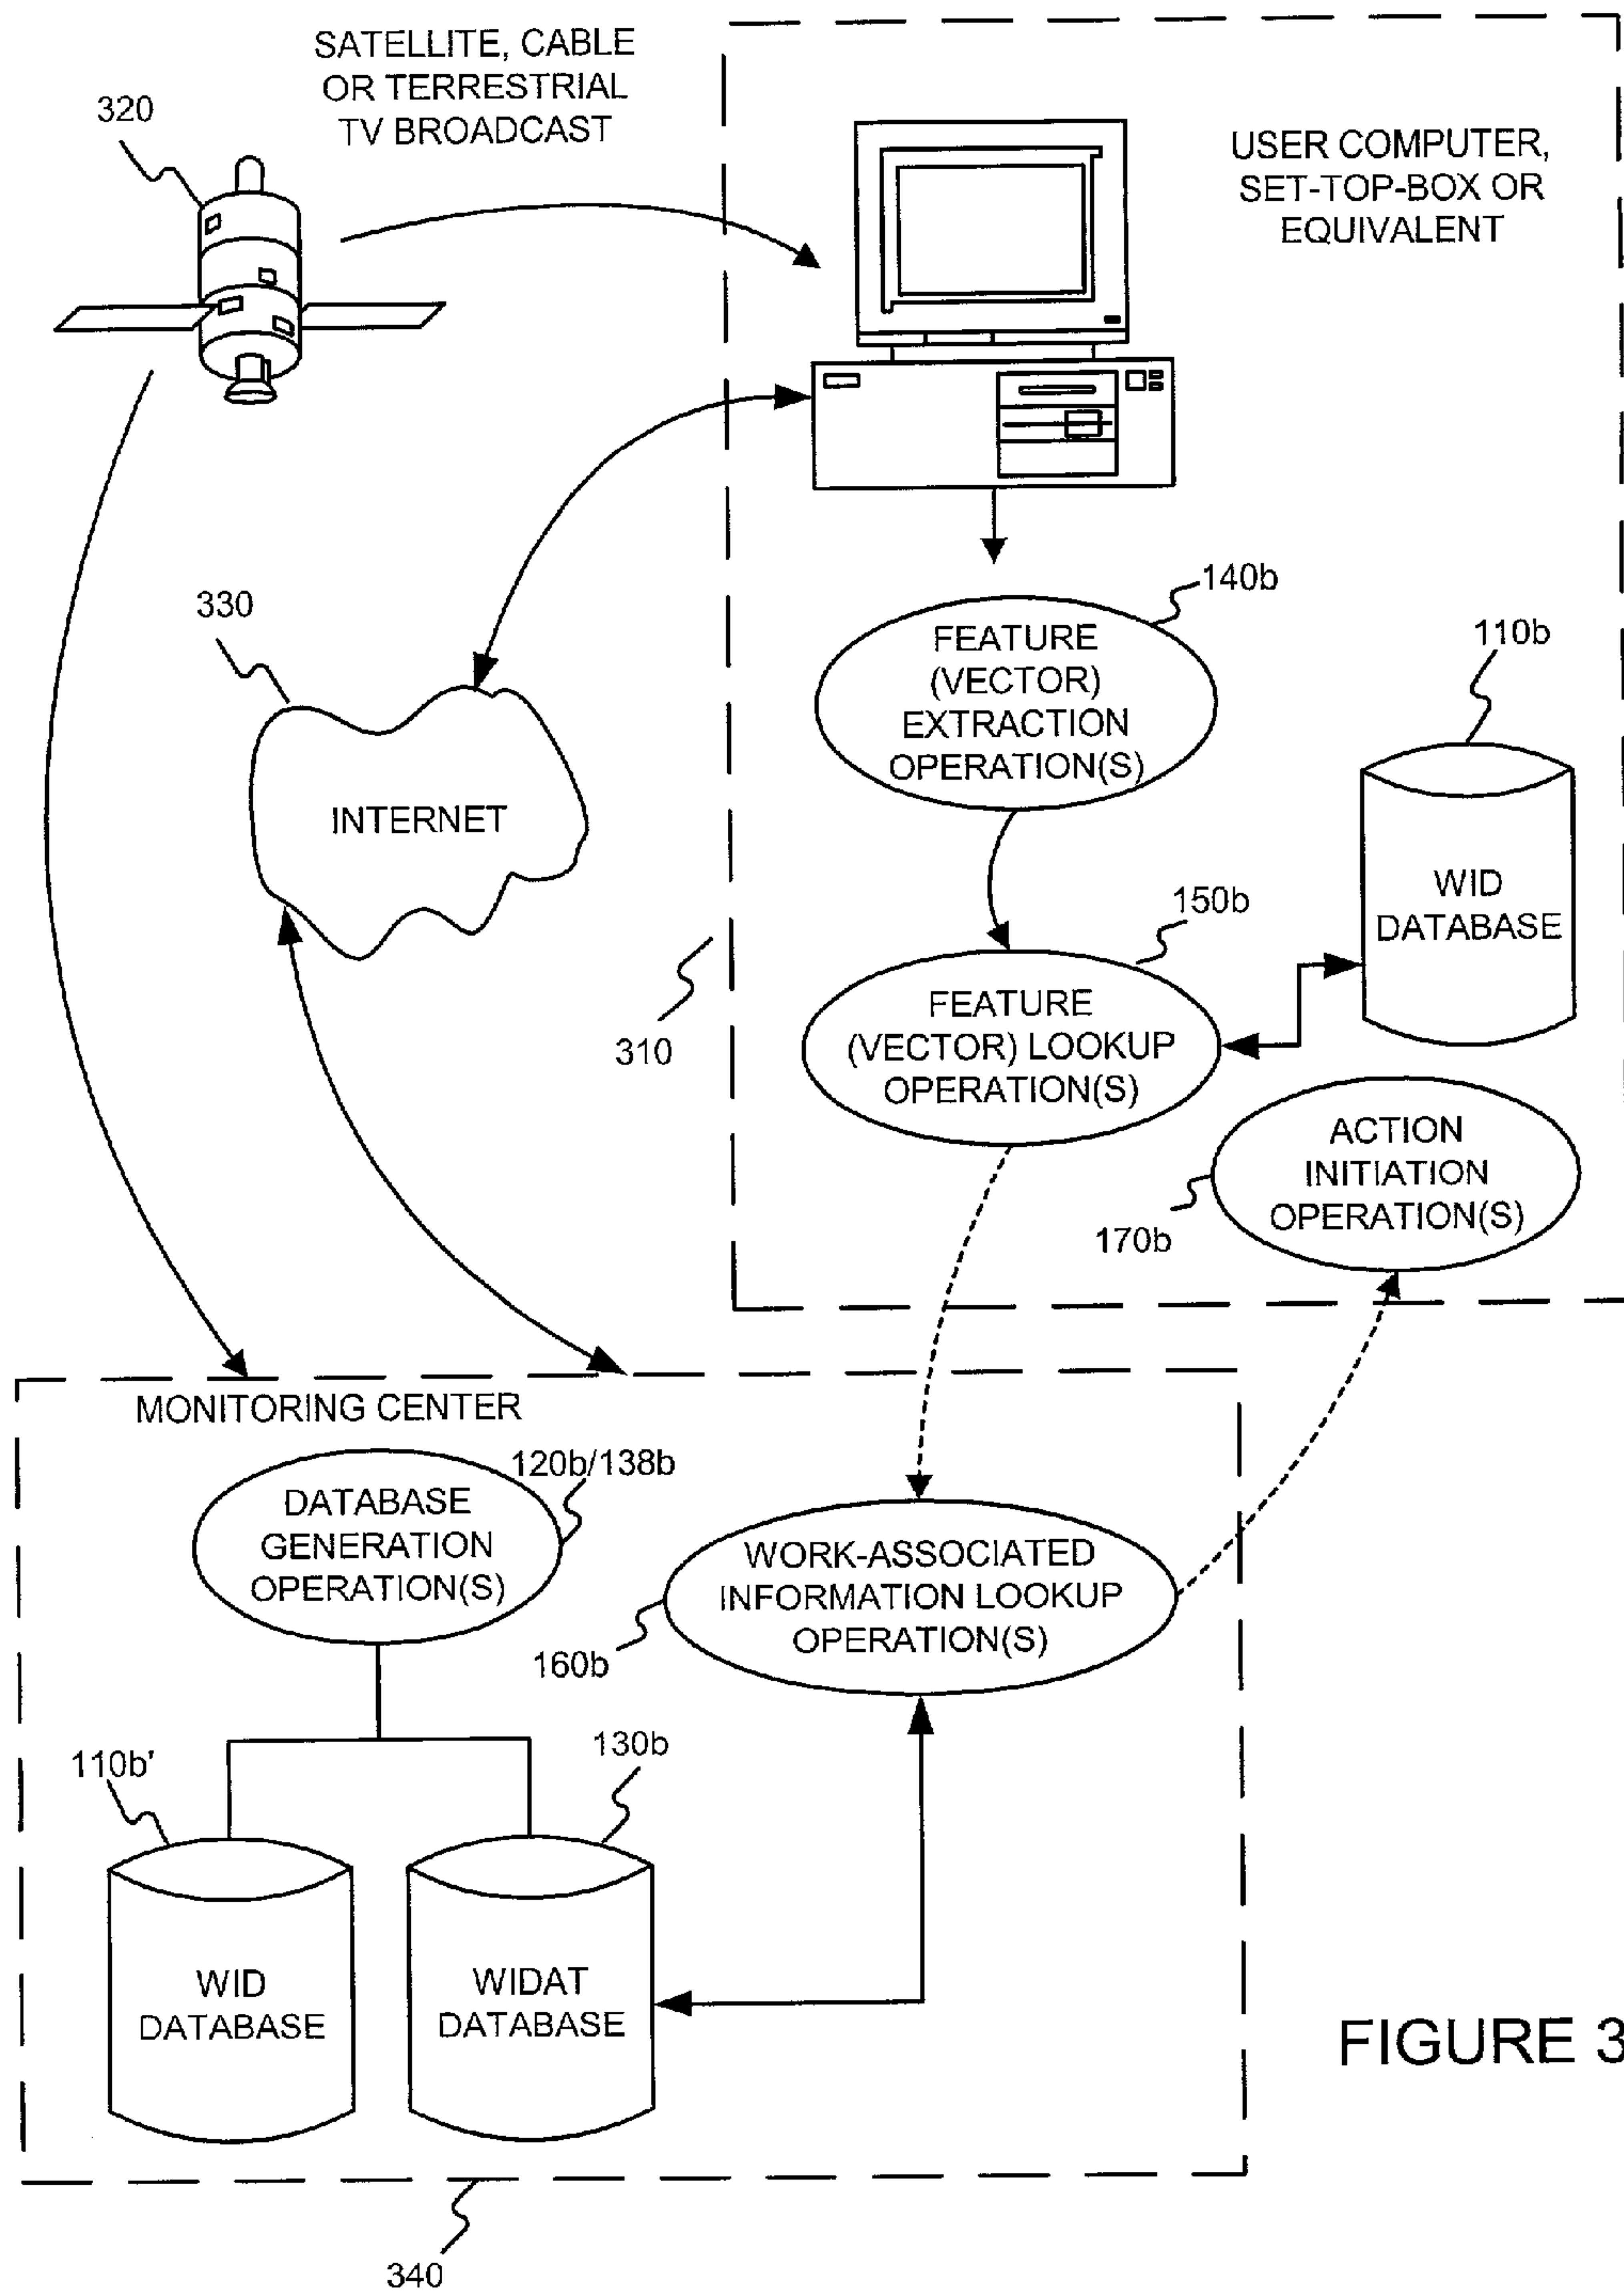 SATELLITE, CABLE
OR TERRESTRIAL
TV BROADCAST
320
USER COMPUTER,
SET-TOP-BOX OR
EQUIVALENT
140b
FEATURE
(VECTOR)
EXTRACTION
OPERATION(S)
330
INTERNET
110b
WID
DATABASE
150b
FEATURE
(VECTOR) LOOKUP
OPERATION(S)
310
ACTION
INITIATION
OPERATION(S)
170b
MONITORING CENTER
120b/138b
DATABASE
GENERATION
OPERATION(S)
WORK-ASSOCIATED
INFORMATION LOOKUP
OPERATION(S)
160b
110b'
130b
WID
DATABASE
WIDAT
DATABASE
FIGURE 3
340